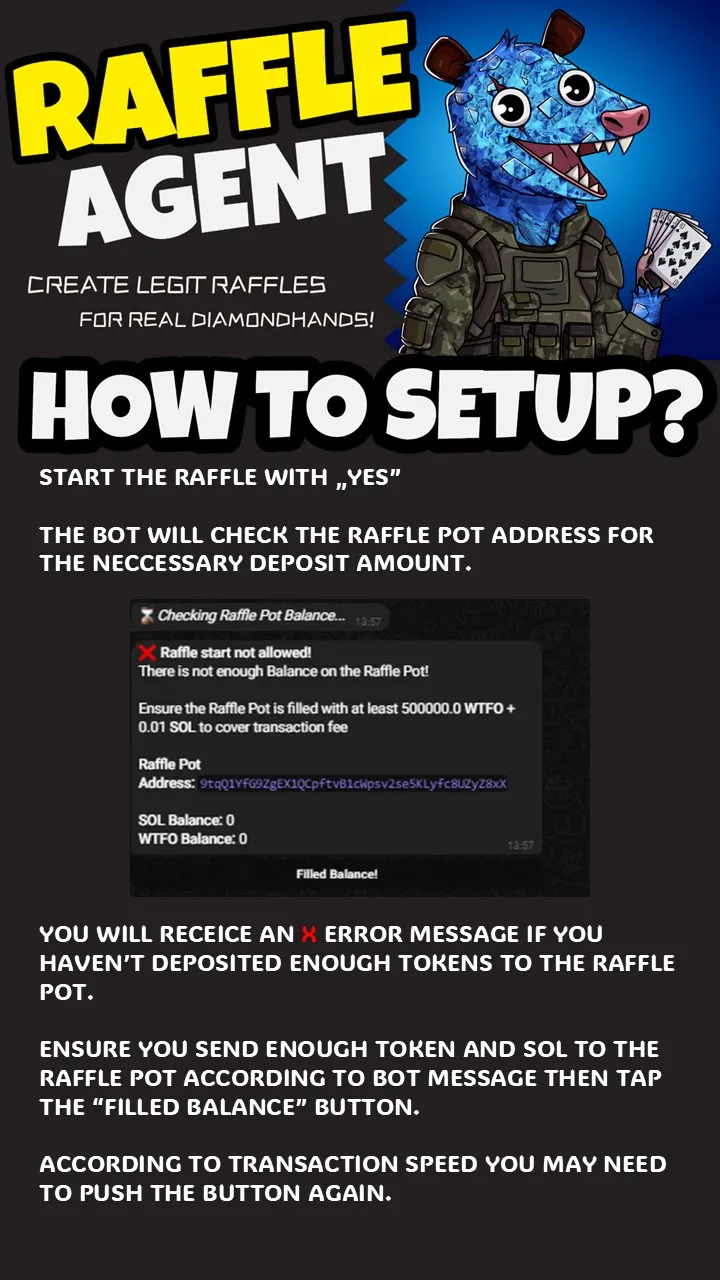 RAFFLE
AGENT
CREATE LEGIT RAFFLES
FOR REAL DIAMONDHANDS!
HOW TO SETUP?
START THE RAFFLE WITH „YES”
THE BOT WILL CHECK THE RAFFLE POT ADDRESS FOR
THE NECCESSARY DEPOSIT AMOUNT.
Checking Raffle Pot Balance... 13:57
Raffle start not allowed!
There is not enough Balance on the Raffle Pot!
Ensure the Raffle Pot is filled with at least 500000.0 WTFO +
0.01 SOL to cover transaction fee
Raffle Pot
Address: 9tqQ1YfG9ZgEX1QCpftvB1cWpsv2se5KLyfc8UZyZ8xX
SOL Balance: 0
WTFO Balance: 0
13:57
Filled Balance!
YOU WILL RECEICE AN X ERROR MESSAGE IF YOU
HAVEN'T DEPOSITED ENOUGH TOKENS TO THE RAFFLE
POT.
ENSURE YOU SEND ENOUGH TOKEN AND SOL TO THE
RAFFLE POT ACCORDING TO BOT MESSAGE THEN TAP
THE “FILLED BALANCE” BUTTON.
ACCORDING TO TRANSACTION SPEED YOU MAY NEED
TO PUSH THE BUTTON AGAIN.